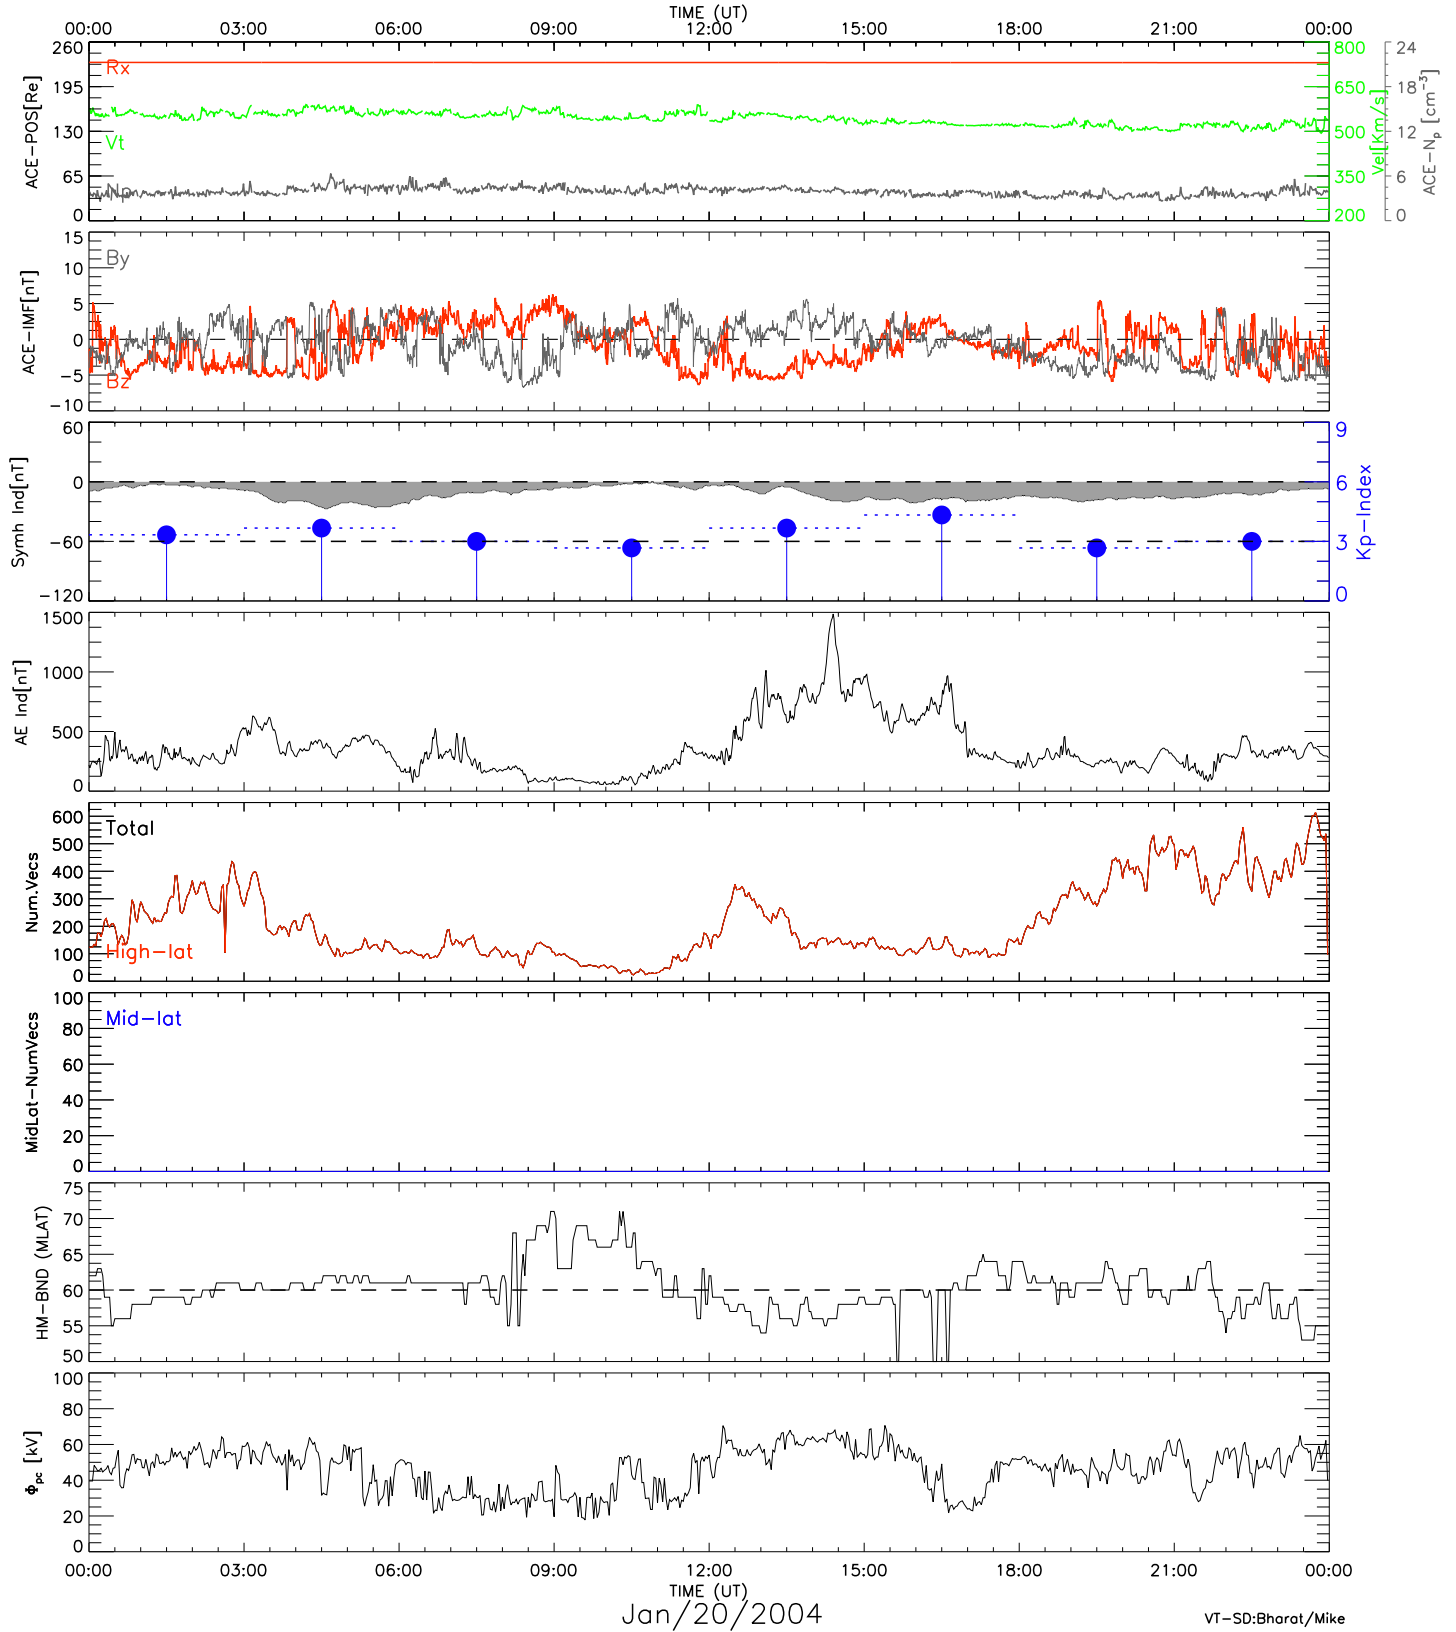 TIME (UT)
00:00 03:00 06:00 09:00 12:00 15:00 18:00 21:00 00:00
ACE-POS[Re]
260
195
130
65
0
Rx
Vt
Np
800
650
500
350
200
Vel[Km/s]
24
18
12
6
0
ACE-Np [cm-3]
ACE-IMF[nT]
15
10
5
0
-5
-10
By
Bz
Symh Ind[nT]
60
0
-60
-120
9
6
3
0
Kp-Index
AE Ind[nT]
1500
1000
500
0
Num.Vecs
600
500
400
300
200
100
0
Total
High-lat
MidLat-NumVecs
100
80
60
40
20
0
Mid-lat
HM-BND (MLAT)
75
70
65
60
55
50
Φpc [kV]
100
80
60
40
20
0
00:00 03:00 06:00 09:00 12:00 15:00 18:00 21:00 00:00
TIME (UT)
Jan/20/2004
VT-SD:Bharat/Mike